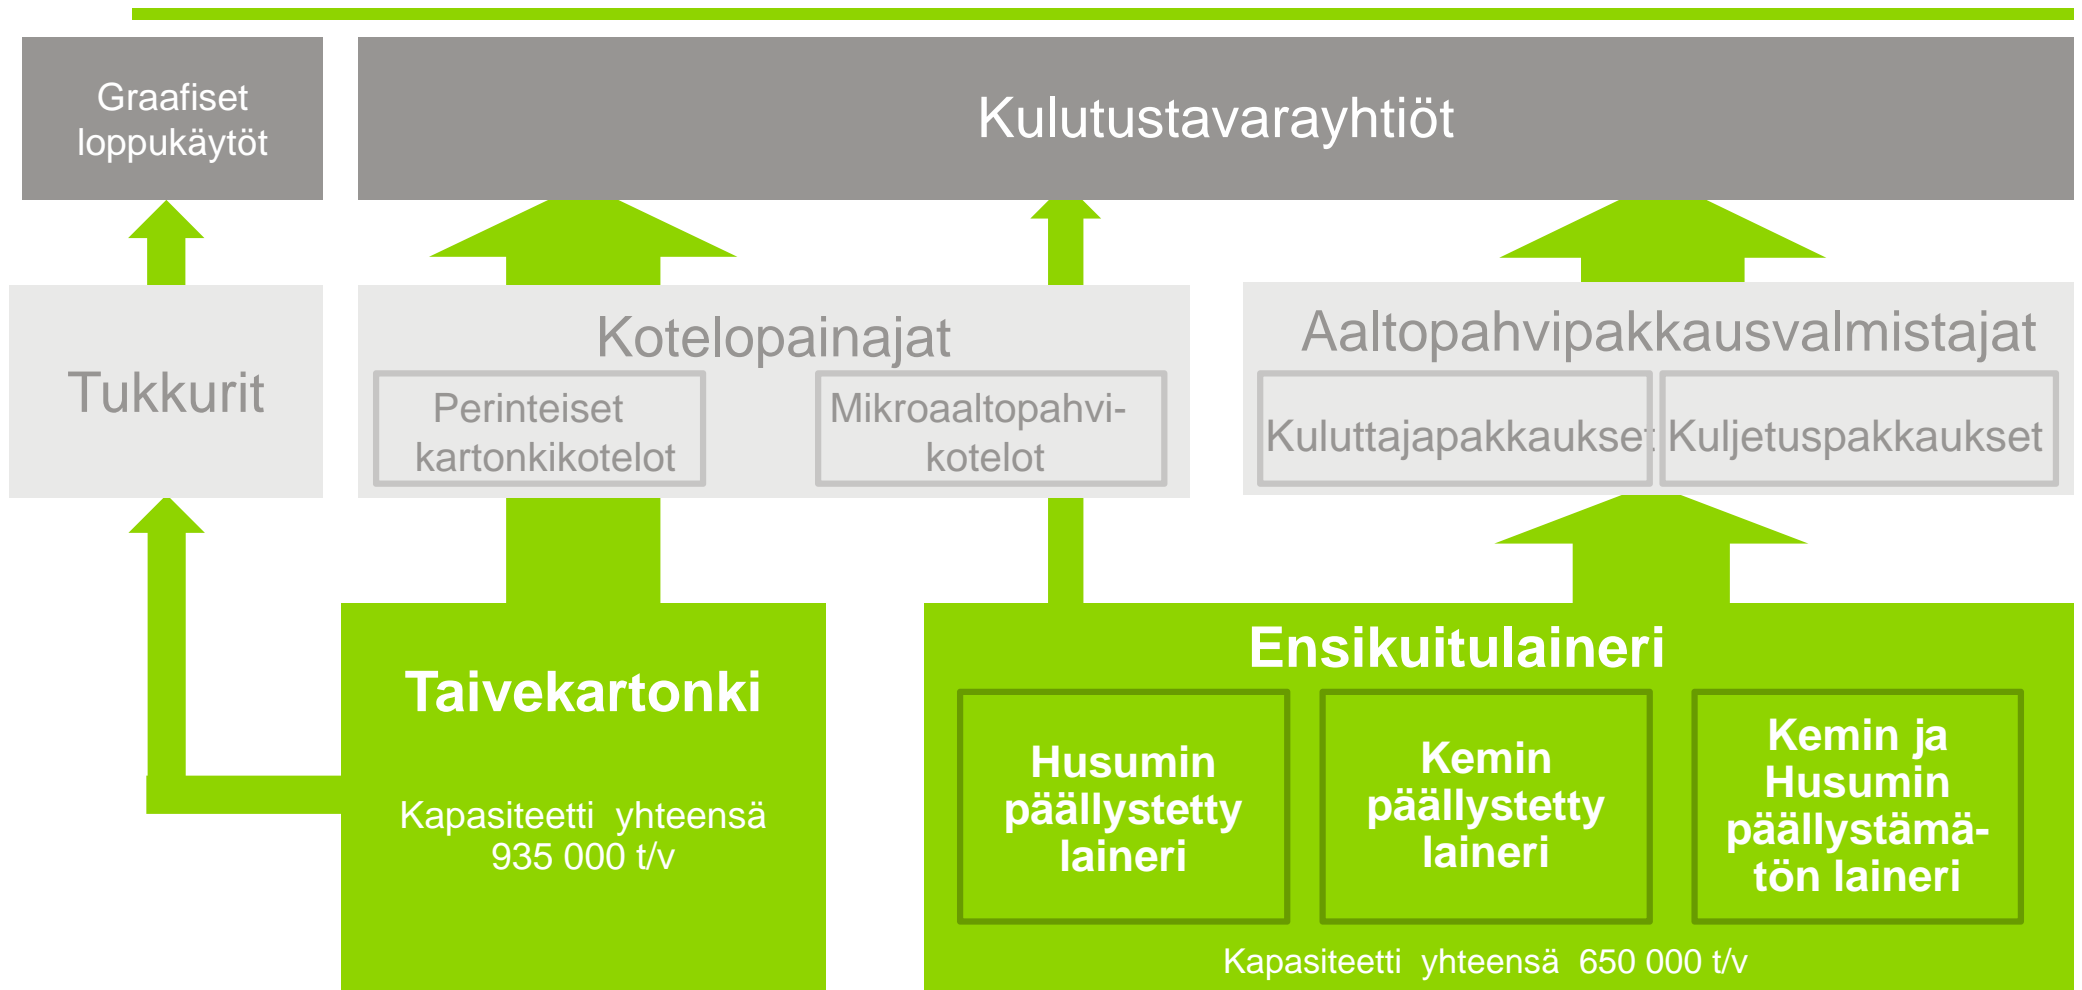 Graafiset
loppukäytöt
Kulutustavarayhtiöt
Tukkurit
Kotelopainajat
Perinteiset
kartonkikotelot
Mikroaaltopahvi-
kotelot
Aaltopahvipakkausvalmistajat
Kuluttajapakkaukset
Kuljetuspakkaukset
Taivekartonki
Kapasiteetti yhteensä
935 000 t/v
Ensikuitulaineri
Husumin
päällystetty
laineri
Kemin
päällystetty
laineri
Kemin ja
Husumin
päällystämä-
tön laineri
Kapasiteetti yhteensä 650 000 t/v